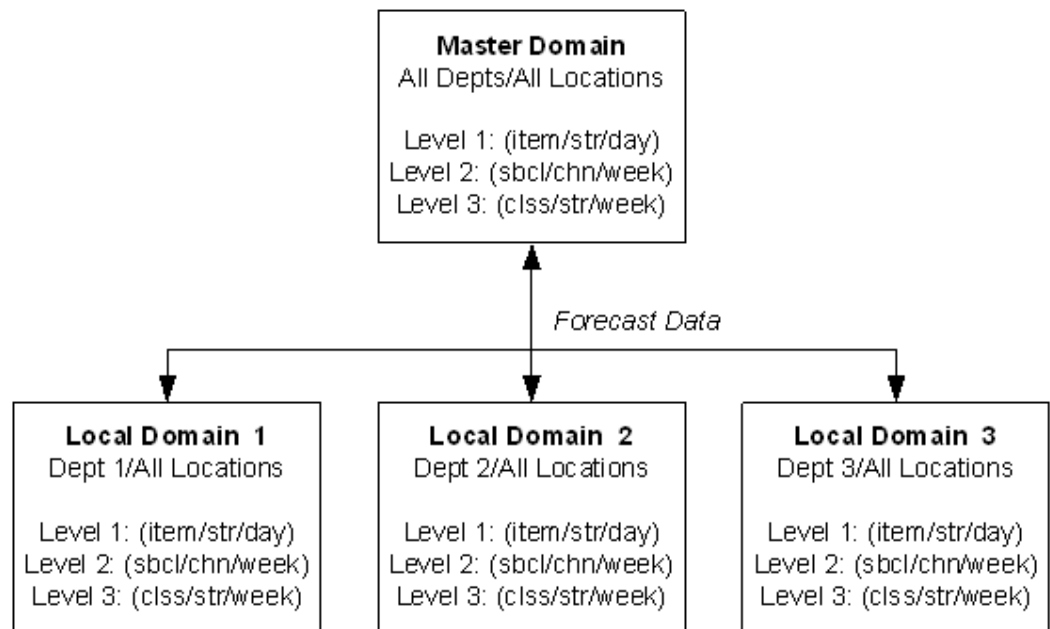 Master Domain
All Depts/All Locations
Level 1: (item/str/day)
Level 2: (sbcl/chn/week)
Level 3: (clss/str/week)
Forecast Data
Local Domain 1
Dept 1/All Locations
Level 1: (item/str/day)
Level 2: (sbcl/chn/week)
Level 3: (clss/str/week)
Local Domain 2
Dept 2/All Locations
Level 1: (item/str/day)
Level 2: (sbcl/chn/week)
Level 3: (clss/str/week)
Local Domain 3
Dept 3/All Locations
Level 1: (item/str/day)
Level 2: (sbcl/chn/week)
Level 3: (clss/str/week)